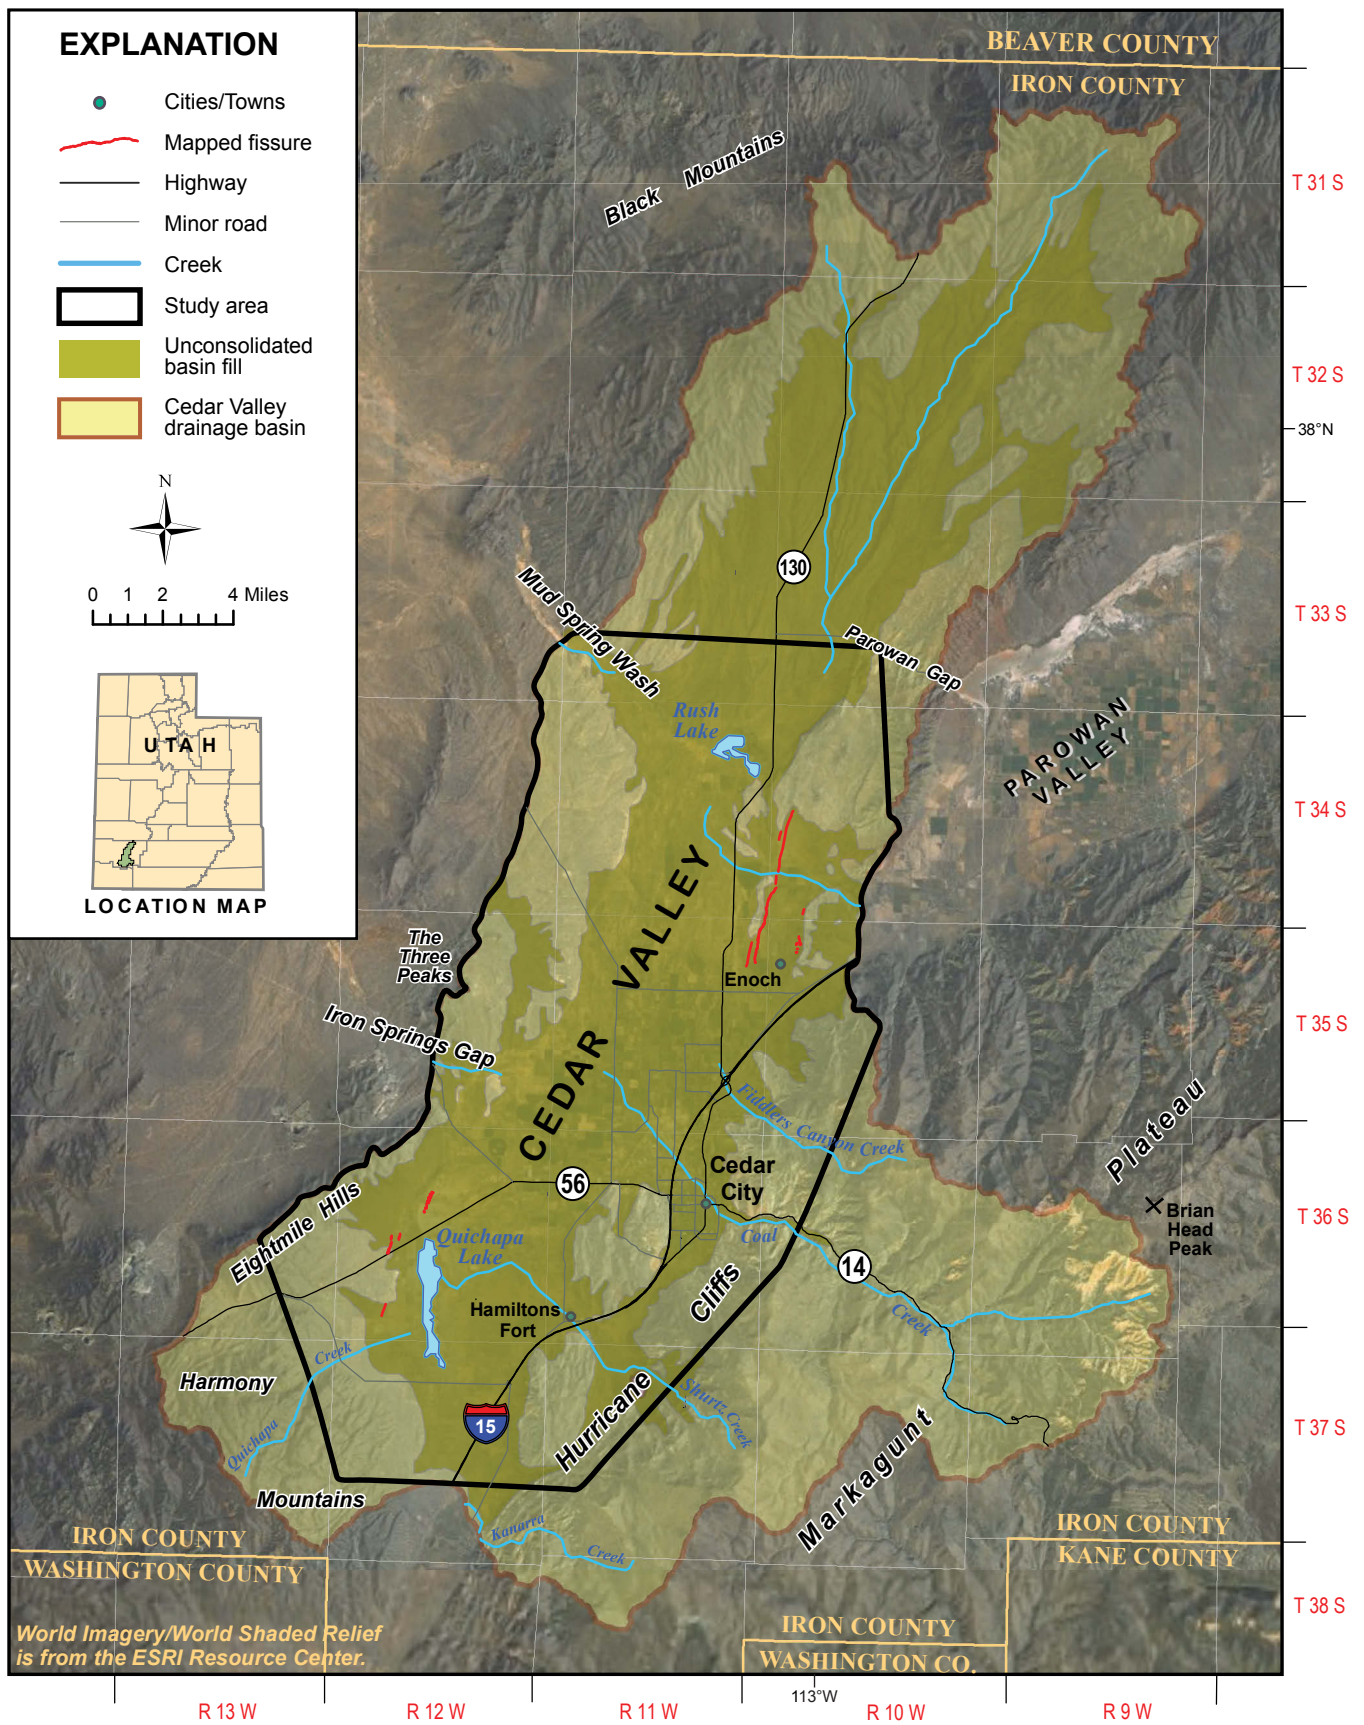 EXPLANATION
Cities/Towns
Mapped fissure
Highway
Minor road
Creek
Study area
Unconsolidated
basin fill
Cedar Valley
drainage basin
N
0 1 2 4 Miles
UTAH
LOCATION MAP
BEAVER COUNTY
IRON COUNTY
Black Mountains
T 31 S
T 32 S
38°N
130
T 33 S
Mud Spring Wash
Parowan Gap
Rush
Lake
PAROWAN
VALLEY
T 34 S
CEDAR VALLEY
The
Three
Peaks
Enoch
Iron Springs Gap
T 35 S
Fiddlers Canyon Creek
Plateau
Cedar
City
56
Eightmile Hills
Quichapa
Lake
Coal
Creek
14
Brian
Head
Peak
T 36 S
Cliffs
Hamiltons
Fort
Creek
Harmony
Quichapa
15
Hurricane
Shurtz Creek
Markagunt
T 37 S
Mountains
Kanarra
Creek
IRON COUNTY
WASHINGTON COUNTY
IRON COUNTY
KANE COUNTY
T 38 S
IRON COUNTY
WASHINGTON CO.
World Imagery/World Shaded Relief
is from the ESRI Resource Center.
R 13 W
R 12 W
R 11 W
113°W
R 10 W
R 9 W